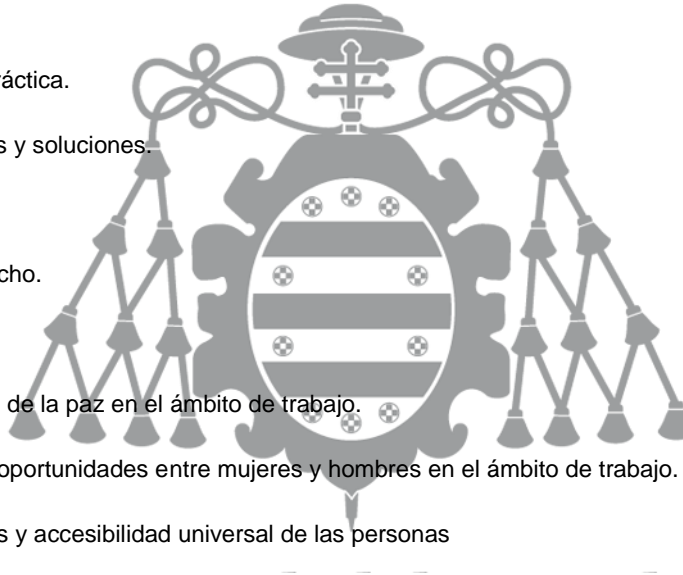 áctica.
s y soluciones.
cho.
de la paz en el ámbito de trabajo.
oportunidades entre mujeres y hombres en el ámbito de trabajo.
s y accesibilidad universal de las personas